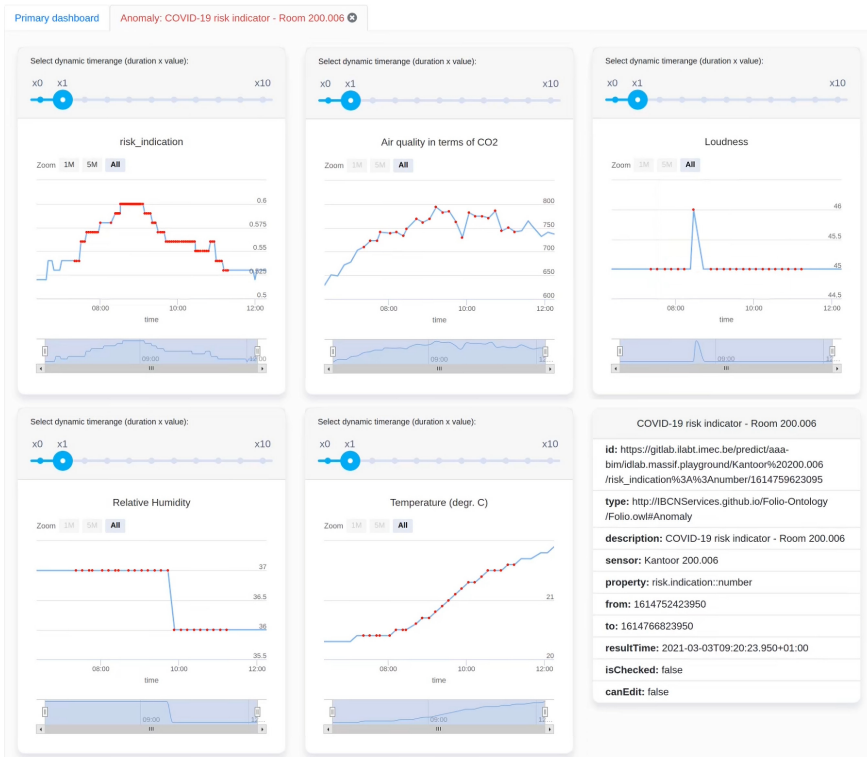 Primary dashboard
Anomaly: COVID-19 risk indicator - Room 200.006
Select dynamic timerange (duration x value):
x0 x1 x10
risk_indication
Zoom 1M 5M All
0.6
0.575
0.55
0.525
0.5
08:00 10:00 12:00
time
09:00
Select dynamic timerange (duration x value):
x0 x1 x10
Air quality in terms of CO2
Zoom 1M 5M All
800
750
700
650
600
08:00 10:00 12:00
time
09:00
Select dynamic timerange (duration x value):
x0 x1 x10
Loudness
Zoom 1M 5M All
46
45.5
45
44.5
08:00 10:00 12:00
time
09:00
Select dynamic timerange (duration x value):
x0 x1 x10
Relative Humidity
Zoom 1M 5M All
37
36.5
36
35.5
08:00 10:00 12:00
time
09:00
Select dynamic timerange (duration x value):
x0 x1 x10
Temperature (degr. C)
Zoom 1M 5M All
21
20
08:00 10:00 12:00
time
09:00
COVID-19 risk indicator - Room 200.006
id: https://gitlab.ilabt.imec.be/predict/aaa-
bim/idlab.massif.playground/Kantoor%20200.006
/risk_indication%3A%3Anumber/1614759623095
type: http://IBCNServices.github.io/Folio-Ontology
/Folio.owl#Anomaly
description: COVID-19 risk indicator - Room 200.006
sensor: Kantoor 200.006
property: risk.indication::number
from: 1614752423950
to: 1614766823950
resultTime: 2021-03-03T09:20:23.950+01:00
isChecked: false
canEdit: false